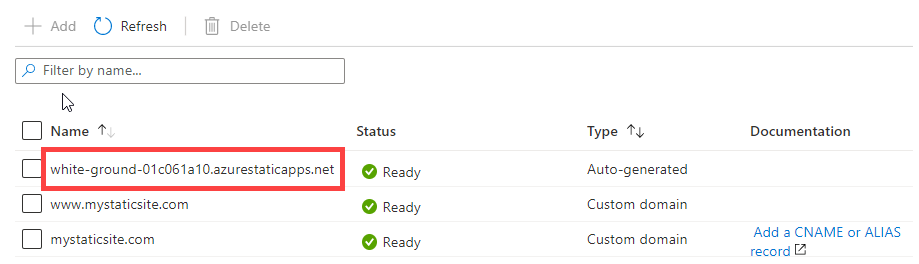 Add Refresh Delete
Filter by name...
Name Status Type Documentation
white-ground-01c061a10.azurestaticapps.net Ready Auto-generated
www.mystaticsite.com Ready Custom domain
mystaticsite.com Ready Custom domain Add a CNAME or ALIAS
record